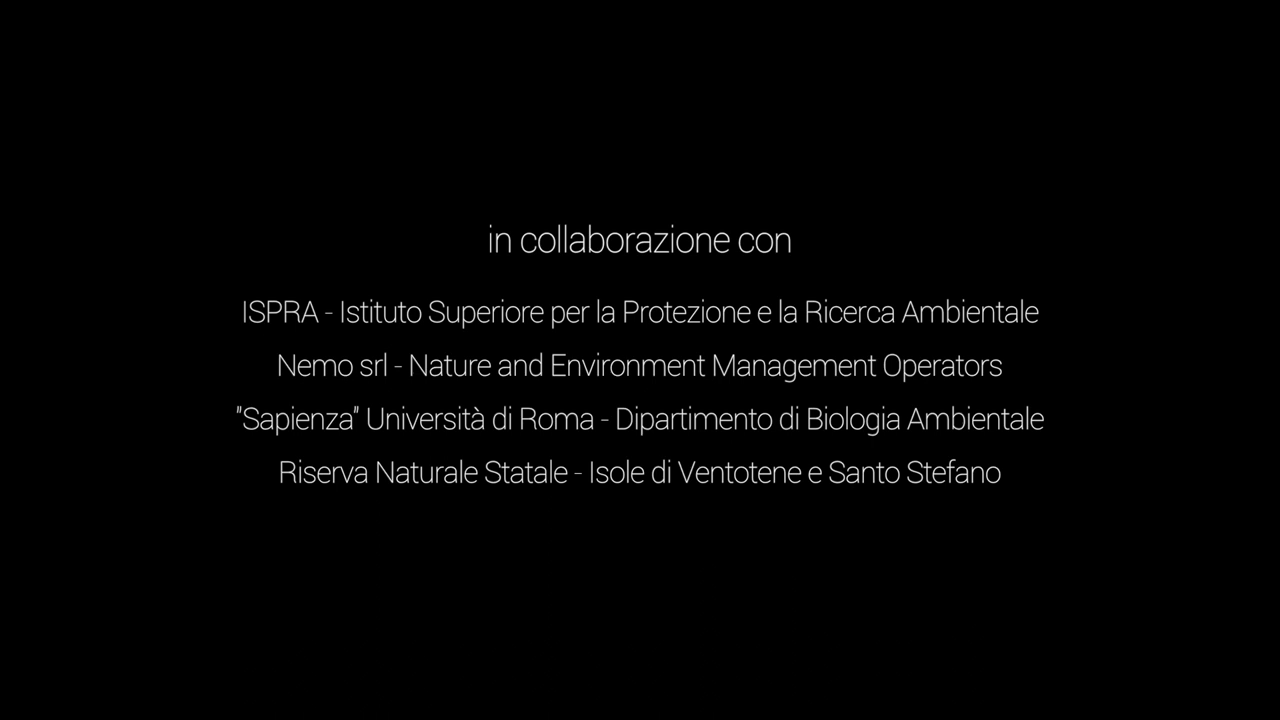 in collaborazione con
ISPRA - Istituto Superiore per la Protezione e la Ricerca Ambientale
Nemo srl - Nature and Environment Management Operators
"Sapienza" Università di Roma - Dipartimento di Biologia Ambientale
Riserva Naturale Statale - Isole di Ventotene e Santo Stefano